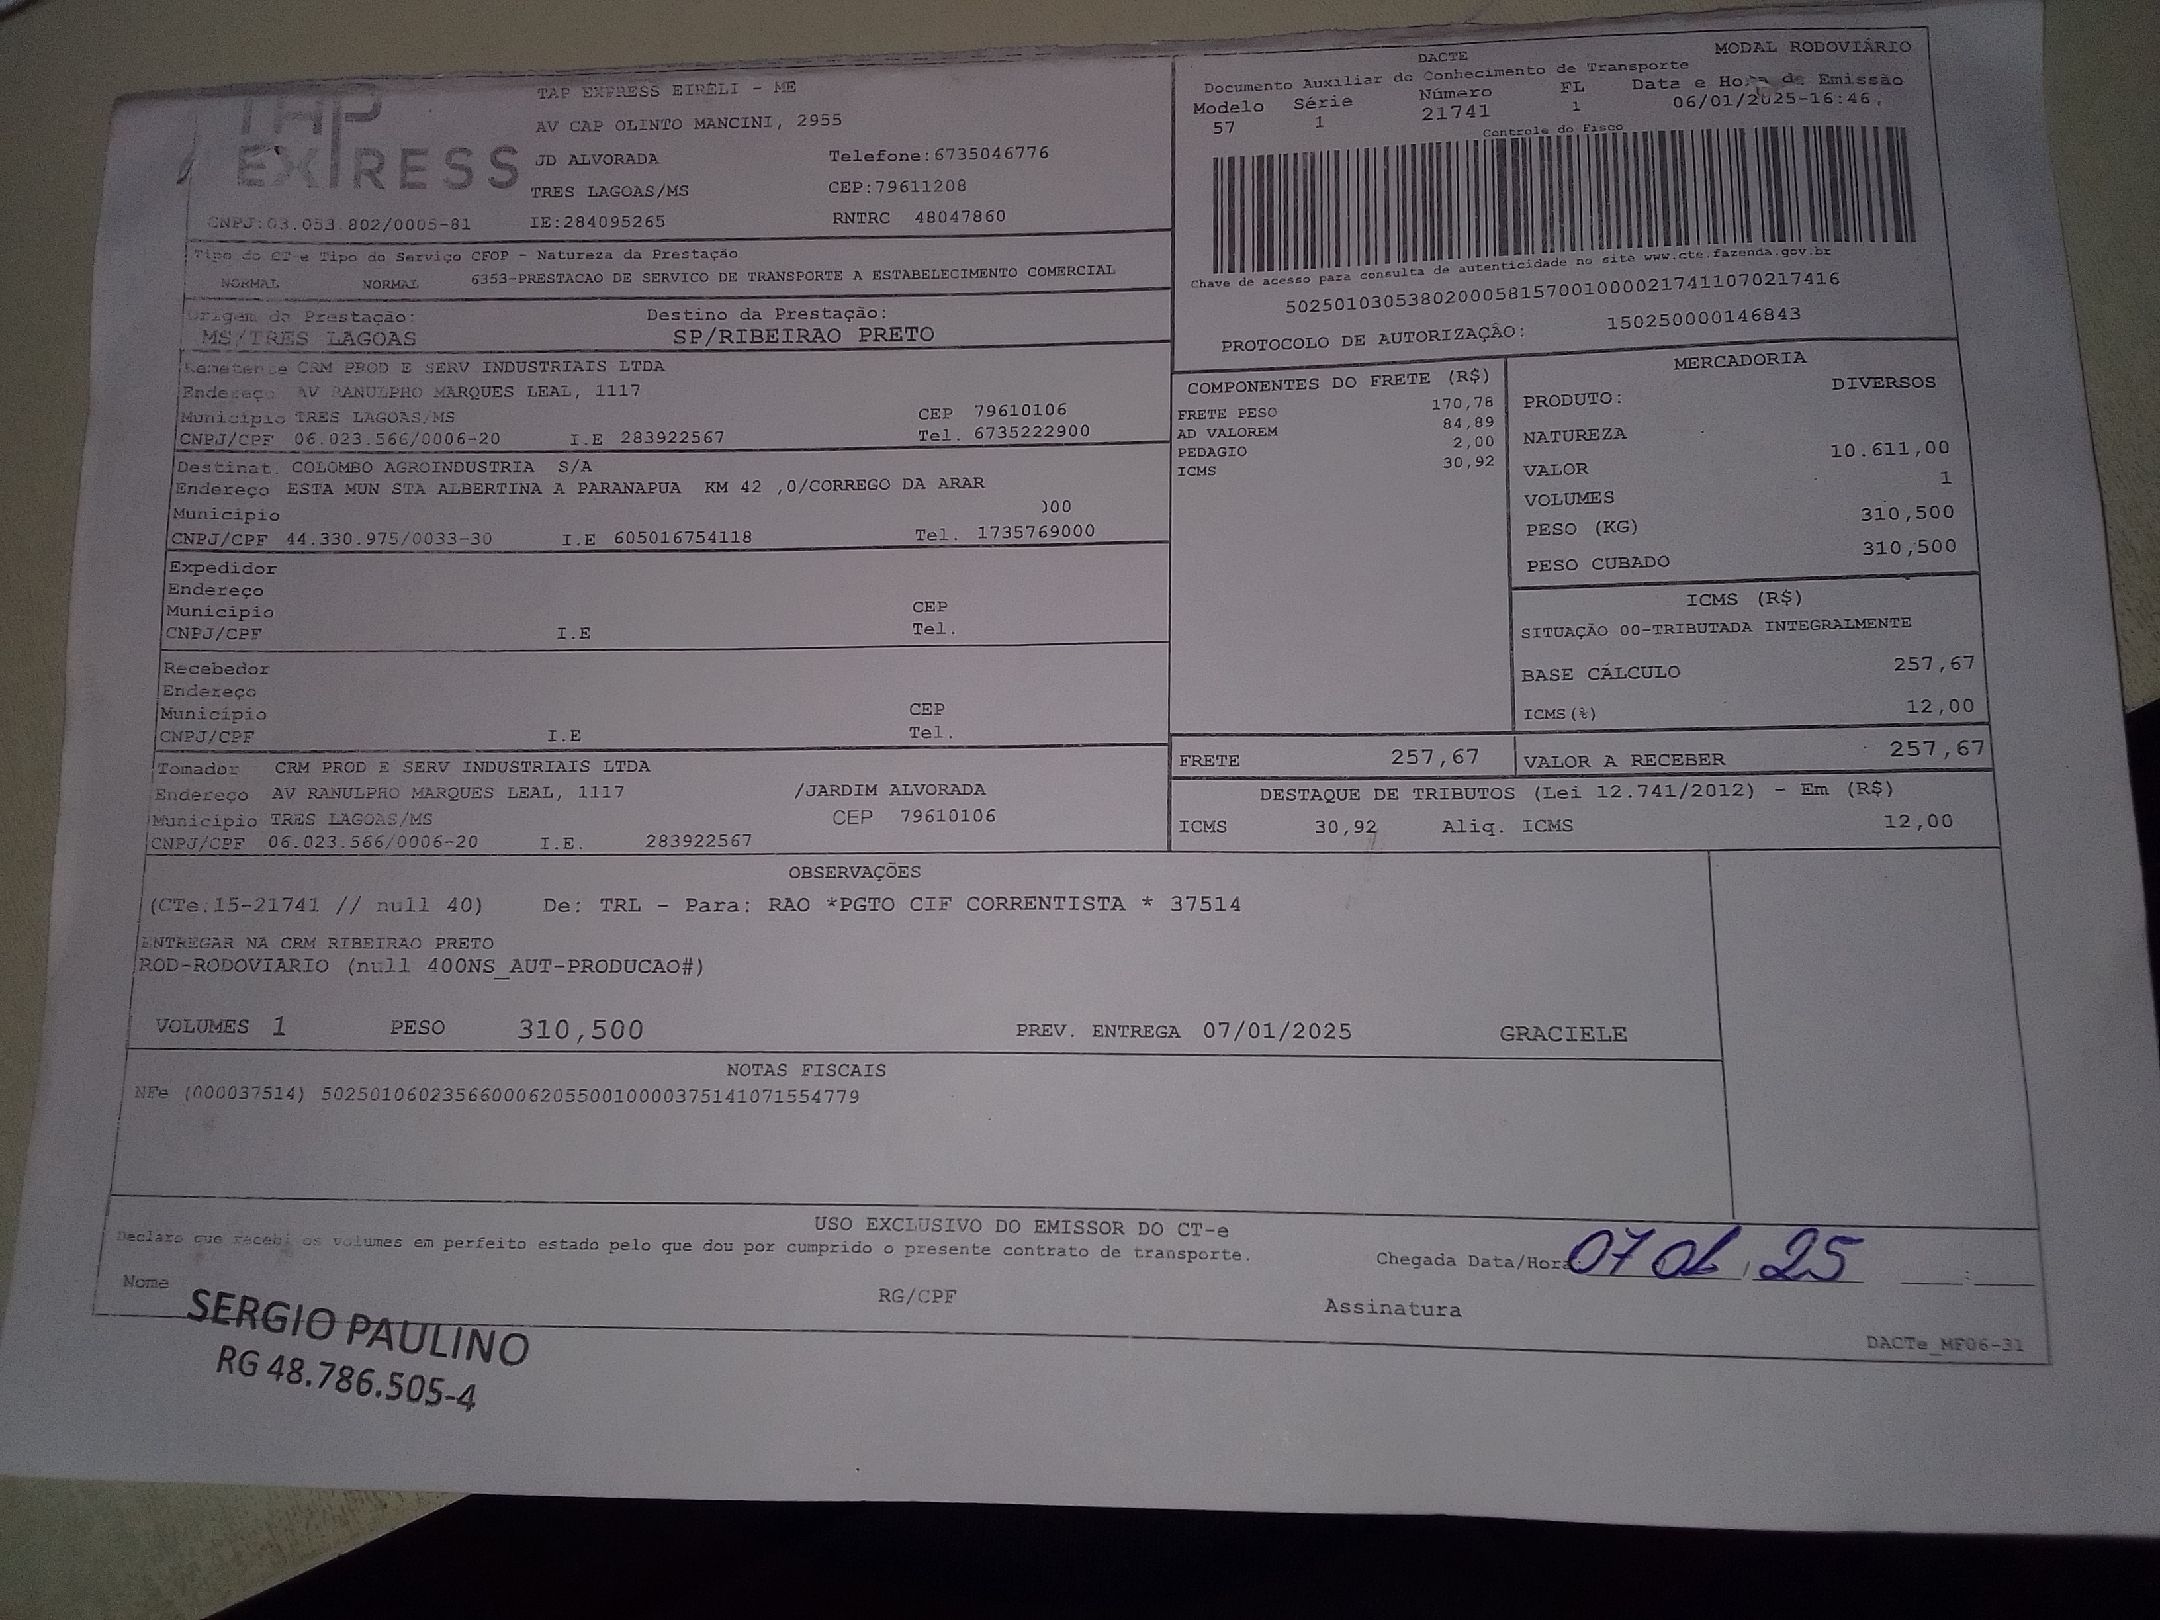 TAP
EXPRESS
TAP EXPRESS EIRELI - ME
AV CAP OLINTO MANCINI, 2955
JD ALVORADA Telefone:6735046776
TRES LAGOAS/MS CEP:79611208
CNPJ:03.053.802/0005-81 IE:284095265 RNTRC 48047860
Tipo do CT-e Tipo do Serviço CFOP - Natureza da Prestação
NORMAL NORMAL 6353-PRESTACAO DE SERVICO DE TRANSPORTE A ESTABELECIMENTO COMERCIAL
Origem da Prestação: Destino da Prestação:
MS/TRES LAGOAS SP/RIBEIRAO PRETO
Remetente CRM PROD E SERV INDUSTRIAIS LTDA
Endereço AV RANULPHO MARQUES LEAL, 1117
Município TRES LAGOAS/MS CEP 79610106
CNPJ/CPF 06.023.566/0006-20 I.E 283922567 Tel. 6735222900
Destinat. COLOMBO AGROINDUSTRIA S/A
Endereço ESTA MUN STA ALBERTINA A PARANAPUA KM 42 ,0/CORREGO DA ARAR
Município )00
CNPJ/CPF 44.330.975/0033-30 I.E 605016754118 Tel. 1735769000
Expedidor
Endereço
Município CEP
CNPJ/CPF I.E Tel.
Recebedor
Endereço
Município CEP
CNPJ/CPF I.E Tel.
Tomador CRM PROD E SERV INDUSTRIAIS LTDA
Endereço AV RANULPHO MARQUES LEAL, 1117 /JARDIM ALVORADA
Município TRES LAGOAS/MS CEP 79610106
CNPJ/CPF 06.023.566/0006-20 I.E. 283922567
DACTE MODAL RODOVIÁRIO
Documento Auxiliar do Conhecimento de Transporte
Modelo Série Número FL Data e Hora de Emissão
57 1 21741 1 06/01/2025-16:46.
Controle do Fisco
Chave de acesso para consulta de autenticidade no site www.cte.fazenda.gov.br
50250103053802000581570010000217411070217416
PROTOCOLO DE AUTORIZAÇÃO: 150250000146843
COMPONENTES DO FRETE (R$)
FRETE PESO 170,78
AD VALOREM 84,89
PEDAGIO 2,00
ICMS 30,92
MERCADORIA
PRODUTO: DIVERSOS
NATUREZA
VALOR 10.611,00
VOLUMES 1
PESO (KG) 310,500
PESO CUBADO 310,500
ICMS (R$)
SITUAÇÃO 00-TRIBUTADA INTEGRALMENTE
BASE CÁLCULO 257,67
ICMS(%) 12,00
FRETE 257,67 VALOR A RECEBER 257,67
DESTAQUE DE TRIBUTOS (Lei 12.741/2012) - Em (R$)
ICMS 30,92 Aliq. ICMS 12,00
OBSERVAÇÕES
(CTe.15-21741 // null 40) De: TRL - Para: RAO *PGTO CIF CORRENTISTA * 37514
ENTREGAR NA CRM RIBEIRAO PRETO
ROD-RODOVIARIO (null 400NS_AUT-PRODUCAO#)
VOLUMES 1 PESO 310,500 PREV. ENTREGA 07/01/2025 GRACIELE
NOTAS FISCAIS
NFe (000037514) 50250106023566000620550010000375141071554779
USO EXCLUSIVO DO EMISSOR DO CT-e
Declaro que recebi os volumes em perfeito estado pelo que dou por cumprido o presente contrato de transporte.
Chegada Data/Hora: 07 01 25 :
Nome RG/CPF Assinatura
SERGIO PAULINO
RG 48.786.505-4
DACTe_MF06-31